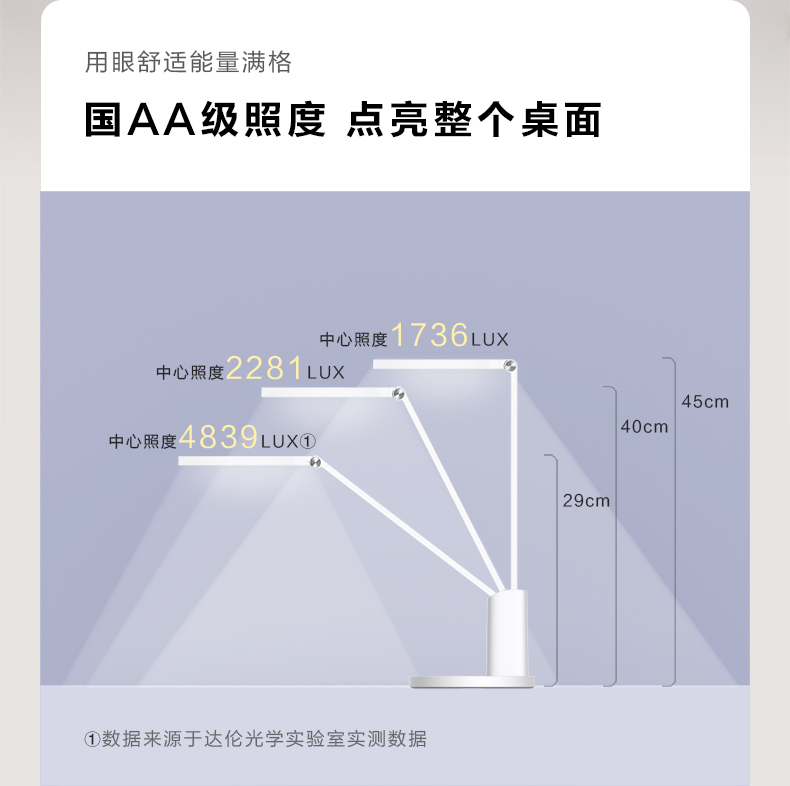 用眼舒适能量满格
国AA级照度 点亮整个桌面
中心照度1736LUX
中心照度2281LUX
中心照度4839LUX①
45cm
40cm
29cm
①数据来源于达伦光学实验室实测数据